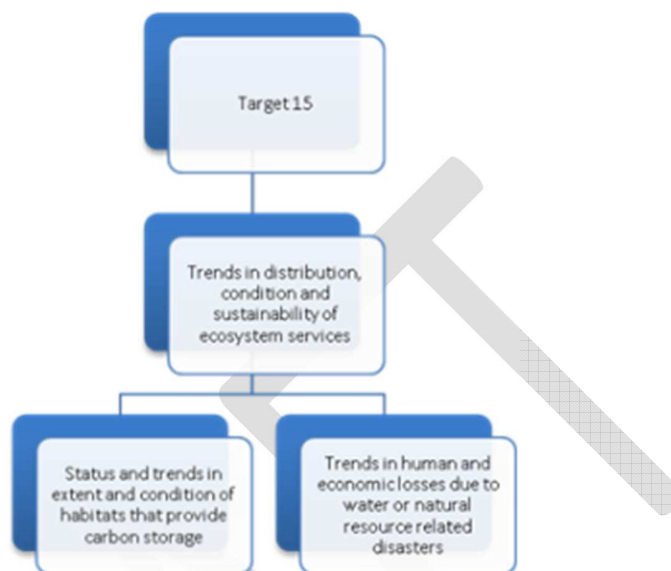 Target 15
Trends in distribution,
condition and
sustainability of
ecosystem services
Status and trends in
extent and condition of
habitats that provide
carbon storage
Trends in human and
economic losses due to
water or natural
resource related
disasters